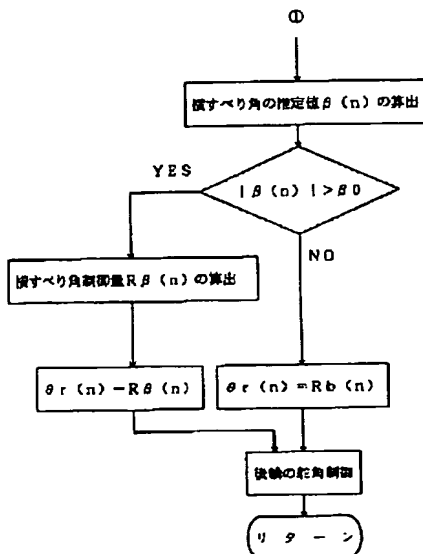 ①
横すべり角の推定値β(n)の算出
YES
|β(n)|>β0
NO
横すべり角制御量Rβ(n)の算出
θr(n)=Rβ(n)
θr(n)=Rb(n)
後輪の舵角制御
リターン